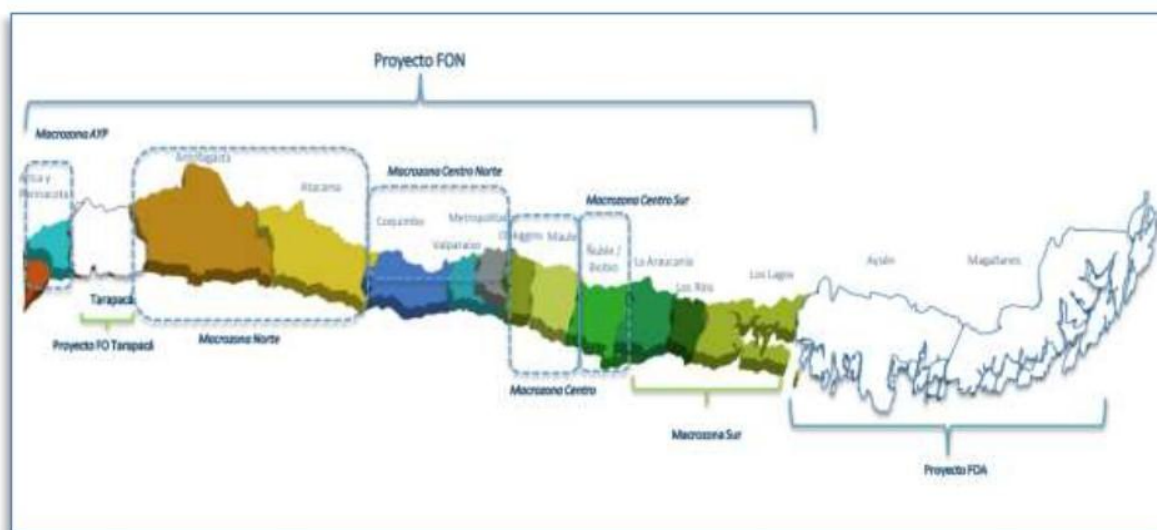 Proyecto FON
Macrozona AYP
Arica y
Parinacota
Antofagasta
Atacama
Macrozona Centro Norte
Coquimbo
Valparaíso
Metropolitana
Macrozona Centro Sur
O'Higgins
Maule
Ñuble /
Biobío
La Araucanía
Los Ríos
Los Lagos
Aysén
Magallanes
Tarapacá
Proyecto FO Tarapacá
Macrozona Norte
Macrozona Centro
Macrozona Sur
Proyecto FOA